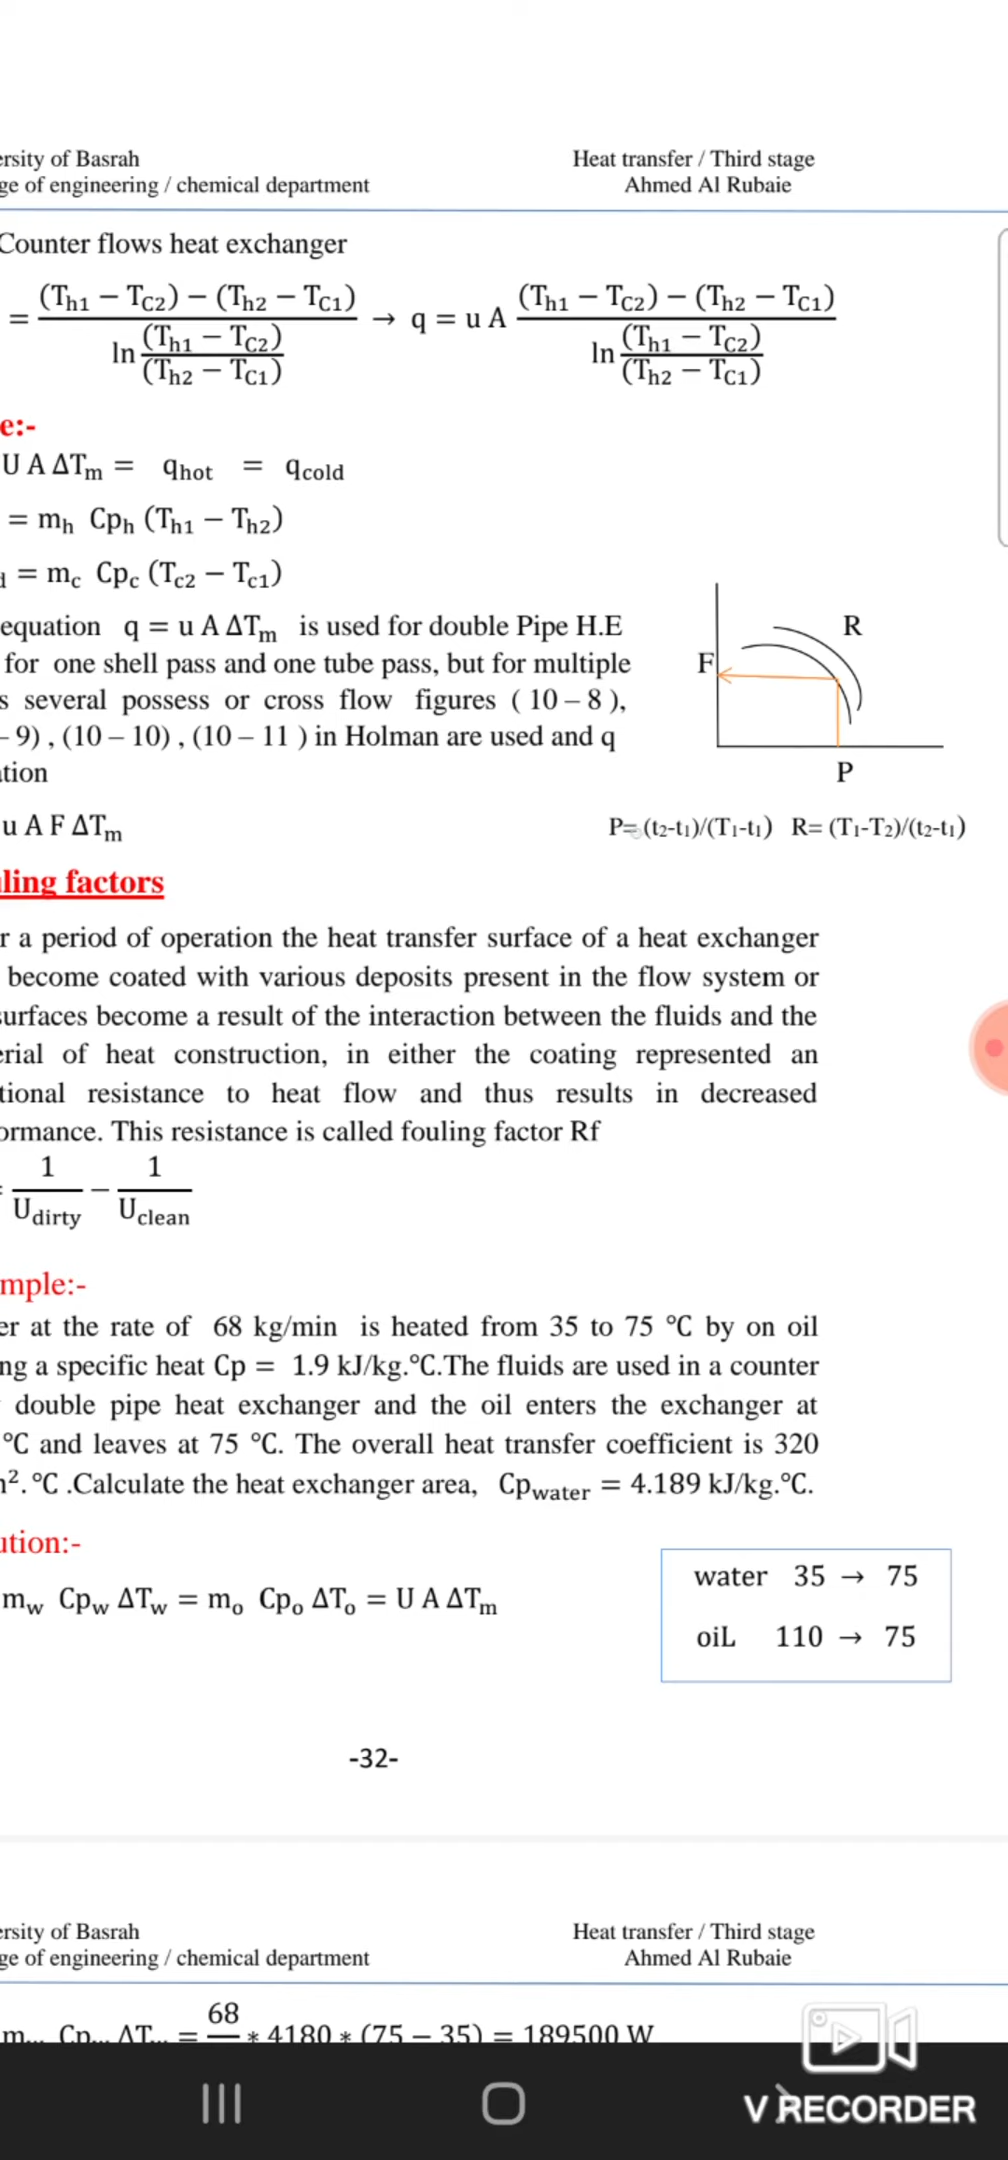 ersity of Basrah
Heat transfer / Third stage
ge of engineering / chemical department
Ahmed Al Rubaie
Counter flows heat exchanger
= ((Th1 − TC2) − (Th2 − TC1)) / (ln (Th1 − TC2)/(Th2 − TC1)) → q = u A ((Th1 − TC2) − (Th2 − TC1)) / (ln (Th1 − TC2)/(Th2 − TC1))
e:-
U A ΔTm = qhot = qcold
= mh Cph (Th1 − Th2)
= mc Cpc (Tc2 − Tc1)
equation q = u A ΔTm is used for double Pipe H.E
for one shell pass and one tube pass, but for multiple
s several possess or cross flow figures ( 10 – 8 ),
– 9) , (10 – 10) , (10 – 11 ) in Holman are used and q
tion
R
F
P
u A F ΔTm
P= (t2-t1)/(T1-t1) R= (T1-T2)/(t2-t1)
ling factors
r a period of operation the heat transfer surface of a heat exchanger
become coated with various deposits present in the flow system or
surfaces become a result of the interaction between the fluids and the
erial of heat construction, in either the coating represented an
tional resistance to heat flow and thus results in decreased
ormance. This resistance is called fouling factor Rf
1/Udirty − 1/Uclean
mple:-
er at the rate of 68 kg/min is heated from 35 to 75 ℃ by on oil
ng a specific heat Cp = 1.9 kJ/kg.℃.The fluids are used in a counter
double pipe heat exchanger and the oil enters the exchanger at
℃ and leaves at 75 ℃. The overall heat transfer coefficient is 320
². ℃ .Calculate the heat exchanger area, Cpwater = 4.189 kJ/kg.℃.
ution:-
mw Cpw ΔTw = mo Cpo ΔTo = U A ΔTm
water 35 → 75
oiL 110 → 75
-32-
ersity of Basrah
Heat transfer / Third stage
ge of engineering / chemical department
Ahmed Al Rubaie
= 68 ∗ 4180 ∗ (75 − 35) = 189500 W
V RECORDER